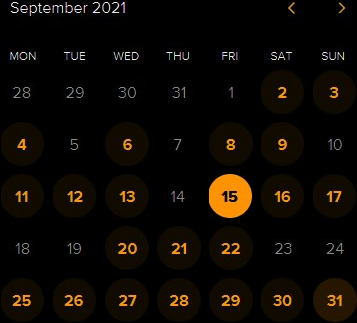 September 2021
MON TUE WED THU FRI SAT SUN
28 29 30 31 1 2 3
4 5 6 7 8 9 10
11 12 13 14 15 16 17
18 19 20 21 22 23 24
25 26 27 28 29 30 31